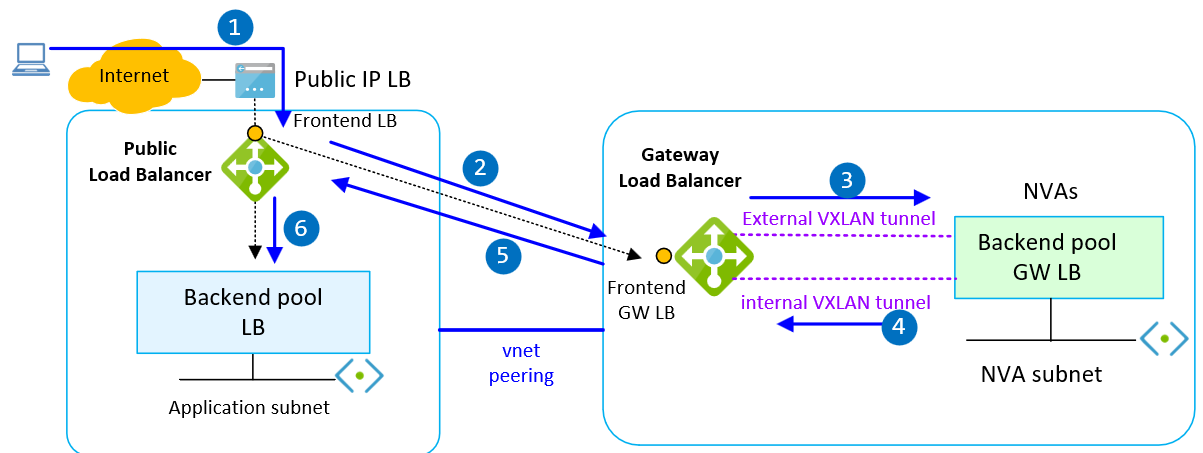 1
Internet
Public IP LB
Frontend LB
Public
Load Balancer
2
Gateway
Load Balancer
3
NVAs
External VXLAN tunnel
Backend pool
GW LB
6
5
Frontend
GW LB
internal VXLAN tunnel
4
Backend pool
LB
vnet
peering
NVA subnet
Application subnet